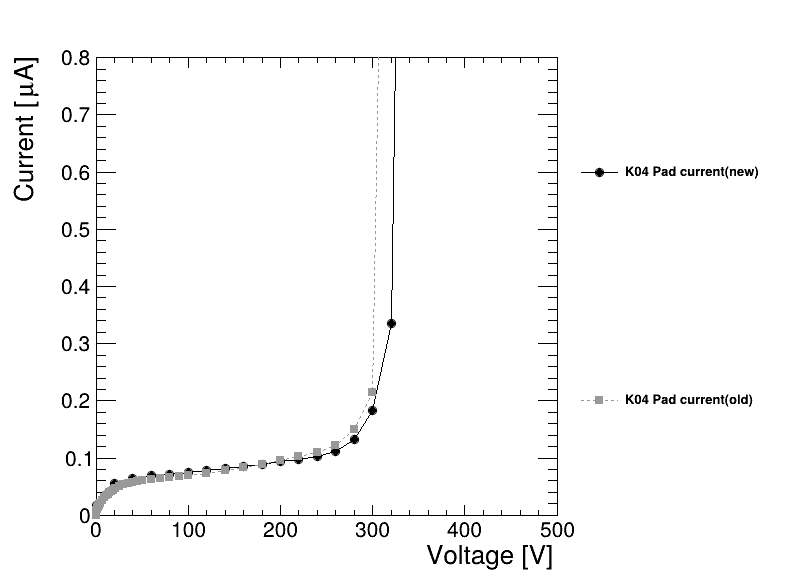 Current [μA]
0.8
0.7
0.6
0.5
0.4
0.3
0.2
0.1
0
0 100 200 300 400 500
Voltage [V]
K04 Pad current(new)
K04 Pad current(old)